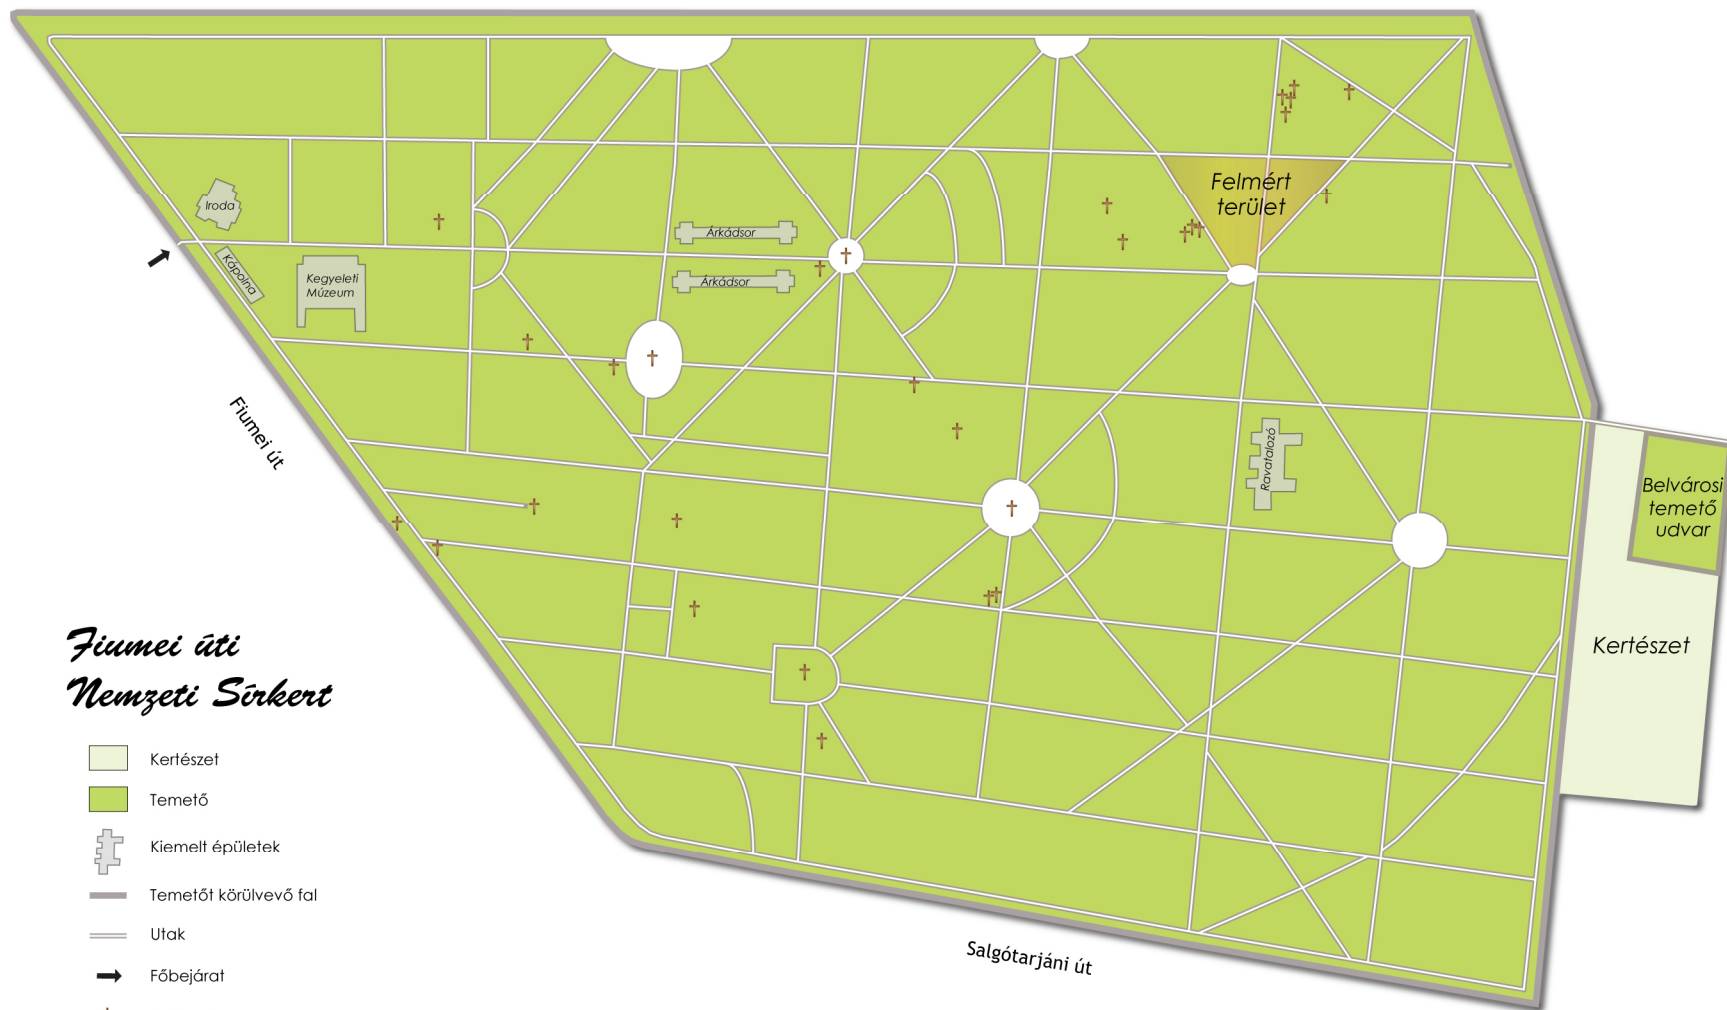 Felmért
terület
Iroda
Árkádsor
Kápolna
Kegyeleti
Múzeum
Árkádsor
Fiumei út
Ravatalozó
Belvárosi
temető
udvar
Kertészet
Fiumei úti
Nemzeti Sírkert
Kertészet
Temető
Kiemelt épületek
Temetőt körülvevő fal
Utak
Főbejárat
Salgótarjáni út